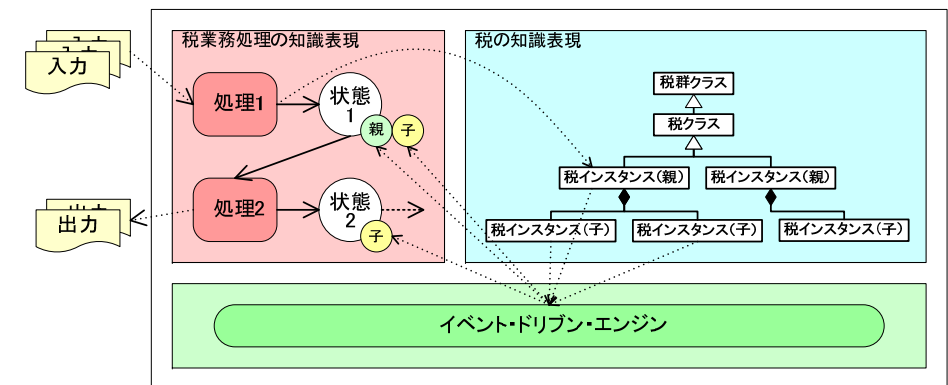 税業務処理の知識表現
税の知識表現
入力
入力
処理1
状態
1
親
子
税群クラス
税クラス
税インスタンス(親)
税インスタンス(親)
出力
出力
処理2
状態
2
子
税インスタンス(子)
税インスタンス(子)
税インスタンス(子)
イベント・ドリブン・エンジン